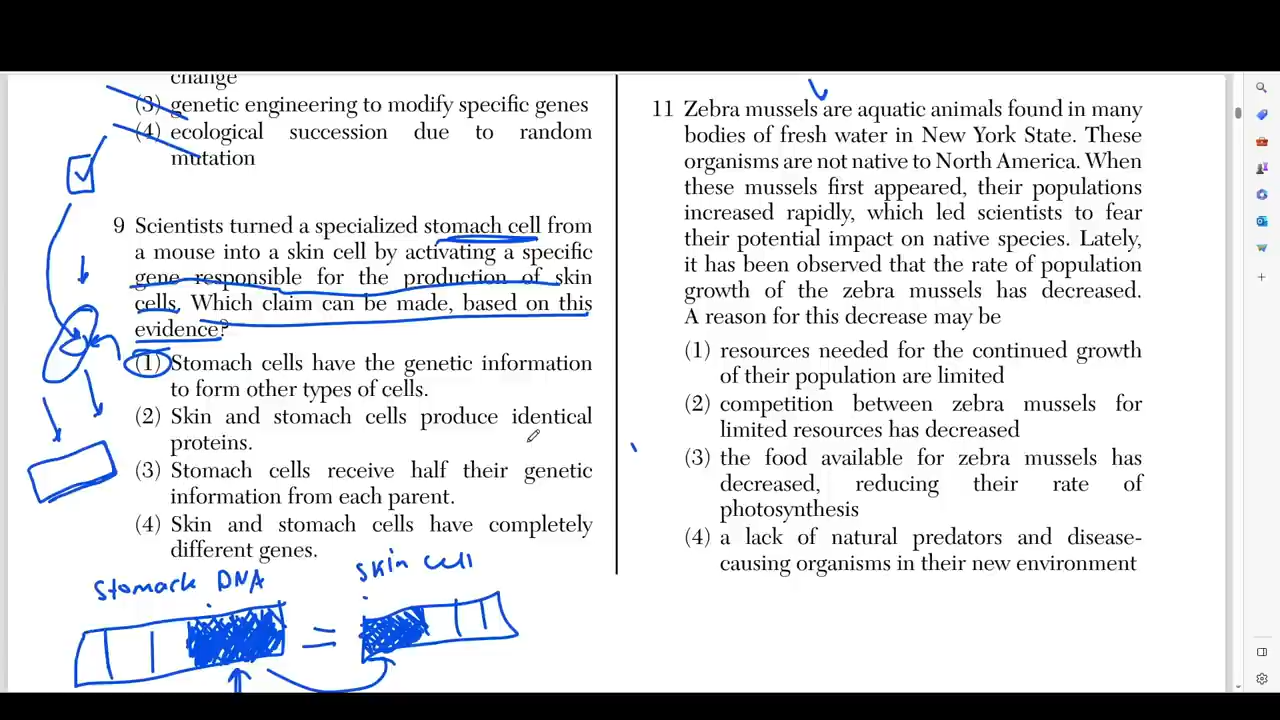 change
(3) genetic engineering to modify specific genes
(4) ecological succession due to random
mutation
9 Scientists turned a specialized stomach cell from
a mouse into a skin cell by activating a specific
gene responsible for the production of skin
cells. Which claim can be made, based on this
evidence?
(1) Stomach cells have the genetic information
to form other types of cells.
(2) Skin and stomach cells produce identical
proteins.
(3) Stomach cells receive half their genetic
information from each parent.
(4) Skin and stomach cells have completely
different genes.
Stomach DNA
=
Skin cell
11 Zebra mussels are aquatic animals found in many
bodies of fresh water in New York State. These
organisms are not native to North America. When
these mussels first appeared, their populations
increased rapidly, which led scientists to fear
their potential impact on native species. Lately,
it has been observed that the rate of population
growth of the zebra mussels has decreased.
A reason for this decrease may be
(1) resources needed for the continued growth
of their population are limited
(2) competition between zebra mussels for
limited resources has decreased
(3) the food available for zebra mussels has
decreased, reducing their rate of
photosynthesis
(4) a lack of natural predators and disease-
causing organisms in their new environment